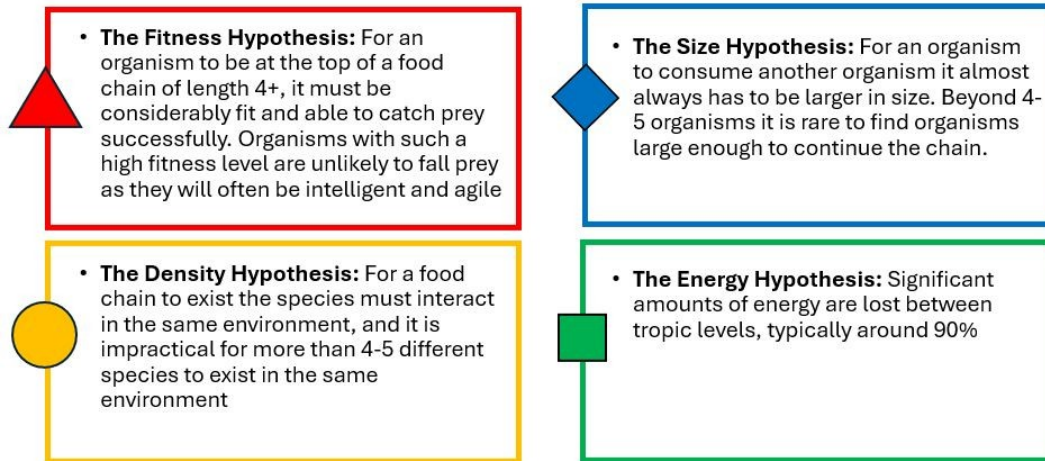 • The Fitness Hypothesis: For an
organism to be at the top of a food
chain of length 4+, it must be
considerably fit and able to catch prey
successfully. Organisms with such a
high fitness level are unlikely to fall prey
as they will often be intelligent and agile
• The Size Hypothesis: For an organism
to consume another organism it almost
always has to be larger in size. Beyond 4-
5 organisms it is rare to find organisms
large enough to continue the chain.
• The Density Hypothesis: For a food
chain to exist the species must interact
in the same environment, and it is
impractical for more than 4-5 different
species to exist in the same
environment
• The Energy Hypothesis: Significant
amounts of energy are lost between
tropic levels, typically around 90%